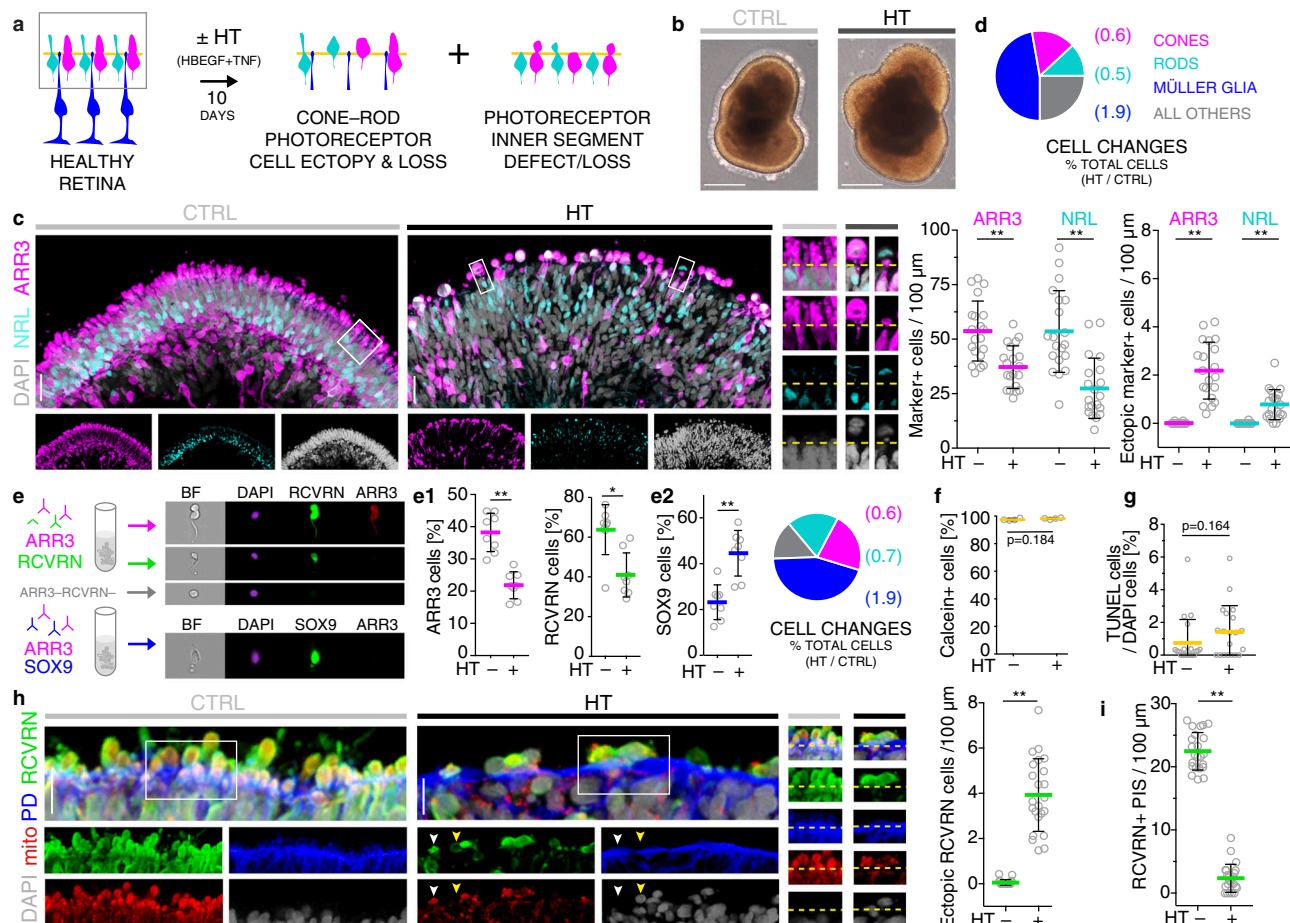 a
HEALTHY
RETINA
± HT
(HBEGF+TNF)
10
DAYS
CONE–ROD
PHOTORECEPTOR
CELL ECTOPY & LOSS
+
PHOTORECEPTOR
INNER SEGMENT
DEFECT/LOSS
b
CTRL
HT
d
(0.6)
CONES
(0.5)
RODS
(1.9)
MÜLLER GLIA
ALL OTHERS
CELL CHANGES
% TOTAL CELLS
(HT / CTRL)
c
CTRL
HT
DAPI NRL ARR3
Marker+ cells / 100 µm
100
75
50
25
0
ARR3
NRL
**
**
HT
–
+
–
+
Ectopic marker+ cells / 100 µm
8
6
4
2
0
ARR3
NRL
**
**
HT
–
+
–
+
e
ARR3
RCVRN
ARR3–RCVRN–
ARR3
SOX9
BF
DAPI
RCVRN
ARR3
BF
DAPI
SOX9
ARR3
e1
ARR3 cells [%]
50
40
30
20
10
0
**
HT
–
+
RCVRN cells [%]
80
60
40
20
0
*
–
+
e2
SOX9 cells [%]
60
40
20
0
**
HT
–
+
(0.6)
(0.7)
(1.9)
CELL CHANGES
% TOTAL CELLS
(HT / CTRL)
f
Calcein+ cells [%]
100
80
60
40
20
0
p=0.184
HT
–
+
g
TUNEL cells
/ DAPI cells [%]
8
6
4
2
0
p=0.164
HT
–
+
h
CTRL
HT
DAPI mito PD RCVRN
Ectopic RCVRN cells /100 µm
8
6
4
2
0
**
HT
–
+
i
RCVRN+ PIS / 100 µm
30
20
10
0
**
HT
–
+